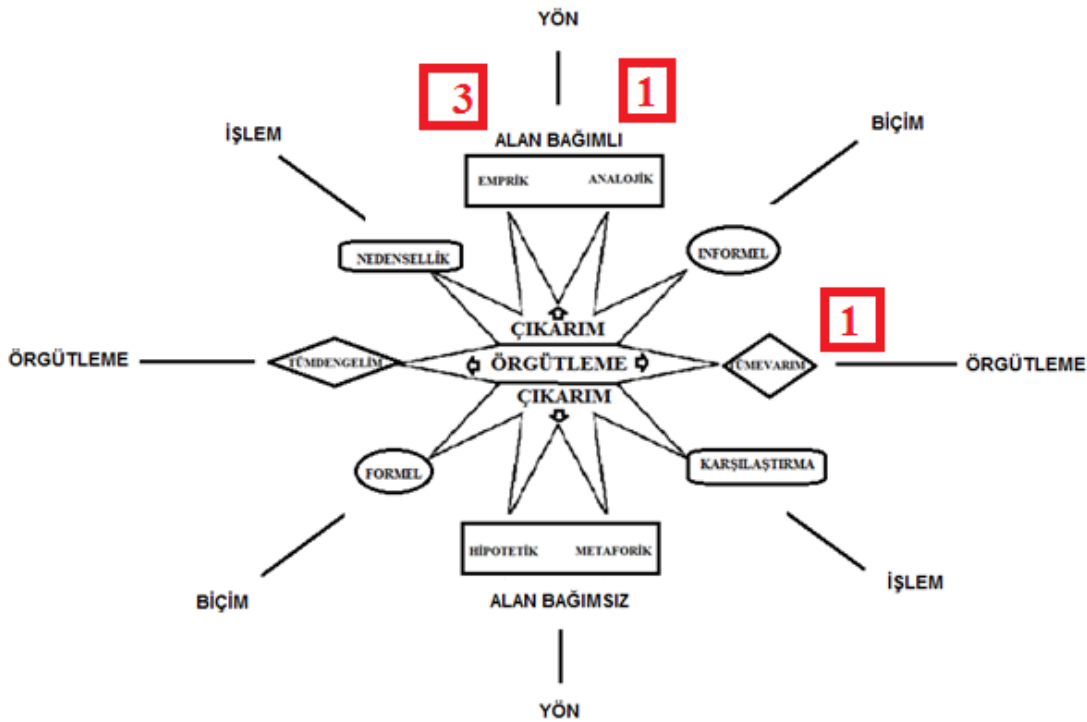 YÖN
3 1
İŞLEM
BİÇİM
ALAN BAĞIMLI
EMPRİK ANALOJİK
NEDENSELLİK
INFORMEL
ÇIKARIM
1
ÖRGÜTLEME
TÜMDENGELİM
ÖRGÜTLEME
TÜMEVARIM
ÖRGÜTLEME
ÇIKARIM
FORMEL
KARŞILAŞTIRMA
HİPOTETİK METAFORİK
İŞLEM
BİÇİM
ALAN BAĞIMSIZ
YÖN